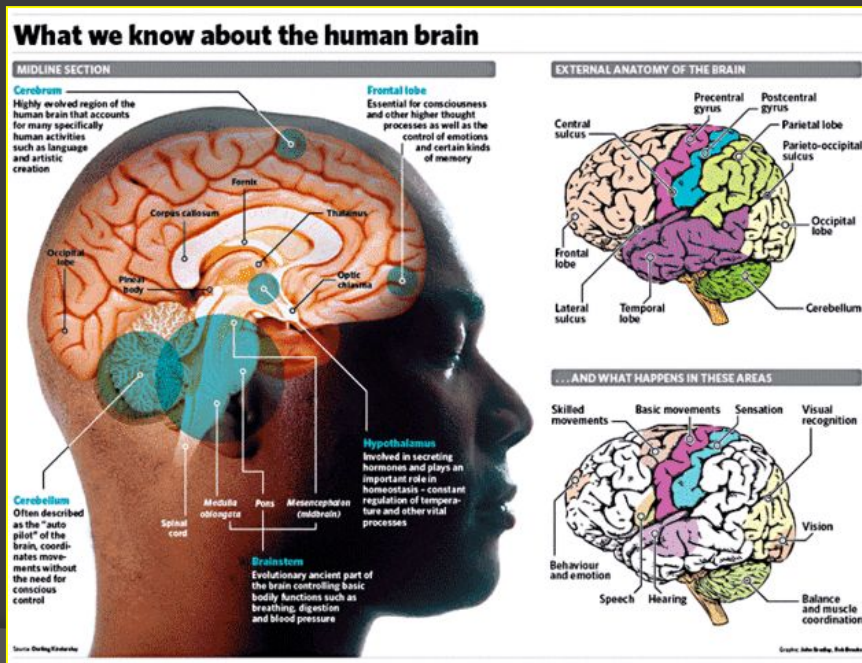 What we know about the human brain
MIDLINE SECTION
Cerebrum
Highly evolved region of the
human brain that accounts
for many specifically
human activities
such as language
and artistic
creation
Frontal lobe
Essential for consciousness
and other higher thought
processes as well as the
control of emotions
and certain kinds
of memory
Fornix
Corpus callosum
Thalamus
Occipital
lobe
Pineal
body
Optic
chiasma
Hypothalamus
Involved in secreting
hormones and plays an
important role in
homeostasis – constant
regulation of tempera-
ture and other vital
processes
Cerebellum
Often described
as the "auto
pilot" of the
brain, coordi-
nates move-
ments without
the need for
conscious
control
Spinal
cord
Medulla
oblongata
Pons
Mesencephalon
(midbrain)
Brainstem
Evolutionary ancient part of
the brain controlling basic
bodily functions such as
breathing, digestion
and blood pressure
Source: Dorling Kindersley
EXTERNAL ANATOMY OF THE BRAIN
Precentral
gyrus
Postcentral
gyrus
Central
sulcus
Parietal lobe
Parieto-occipital
sulcus
Occipital
lobe
Frontal
lobe
Lateral
sulcus
Temporal
lobe
Cerebellum
...AND WHAT HAPPENS IN THESE AREAS
Skilled
movements
Basic movements
Sensation
Visual
recognition
Vision
Behaviour
and emotion
Speech
Hearing
Balance
and muscle
coordination
Graphic: John Bradley,